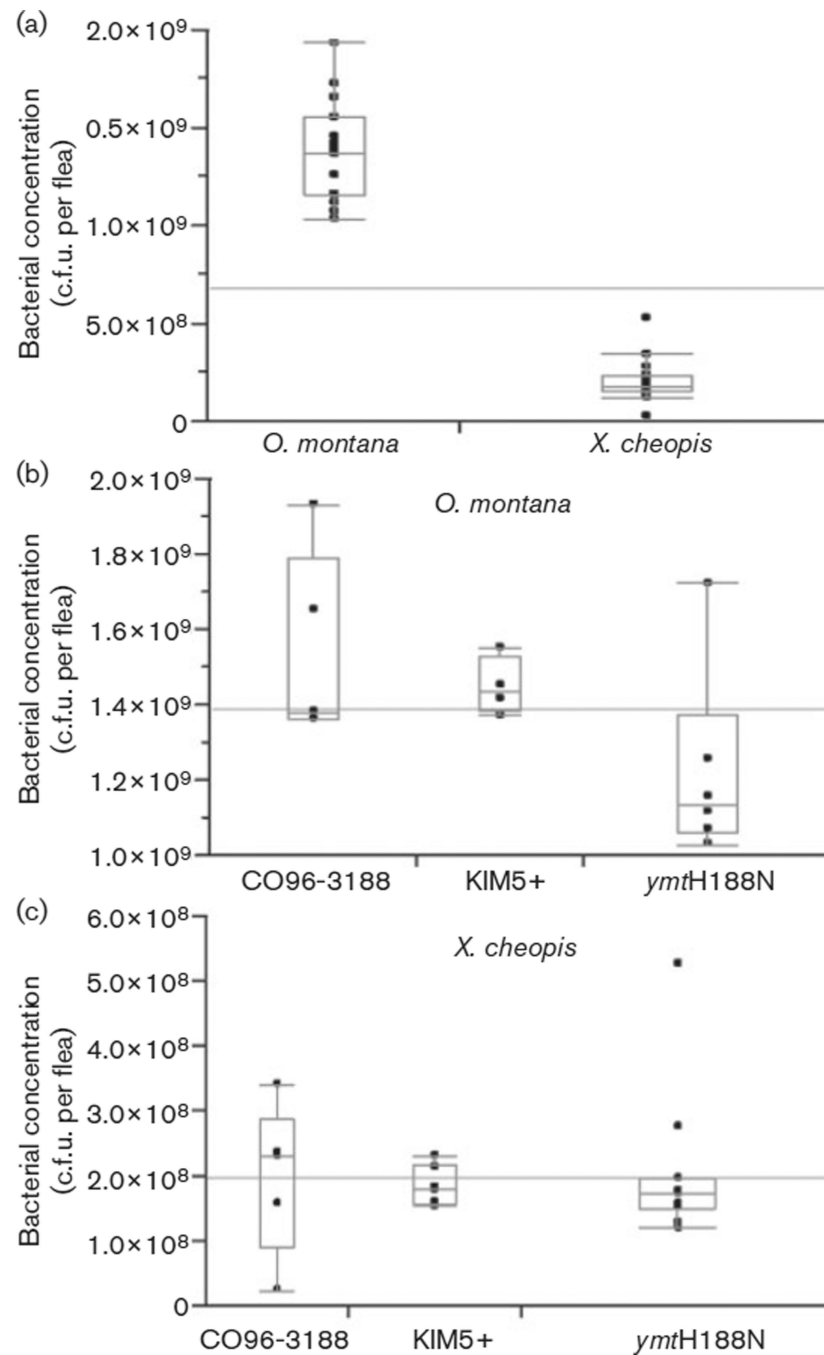 (a)
Bacterial concentration
(c.f.u. per flea)
2.0×10⁹
0.5×10⁹
1.0×10⁹
5.0×10⁸
0
O. montana X. cheopis
(b)
O. montana
Bacterial concentration
(c.f.u. per flea)
2.0×10⁹
1.8×10⁹
1.6×10⁹
1.4×10⁹
1.2×10⁹
1.0×10⁹
CO96-3188 KIM5+ ymtH188N
(c)
X. cheopis
Bacterial concentration
(c.f.u. per flea)
6.0×10⁸
5.0×10⁸
4.0×10⁸
3.0×10⁸
2.0×10⁸
1.0×10⁸
0
CO96-3188 KIM5+ ymtH188N